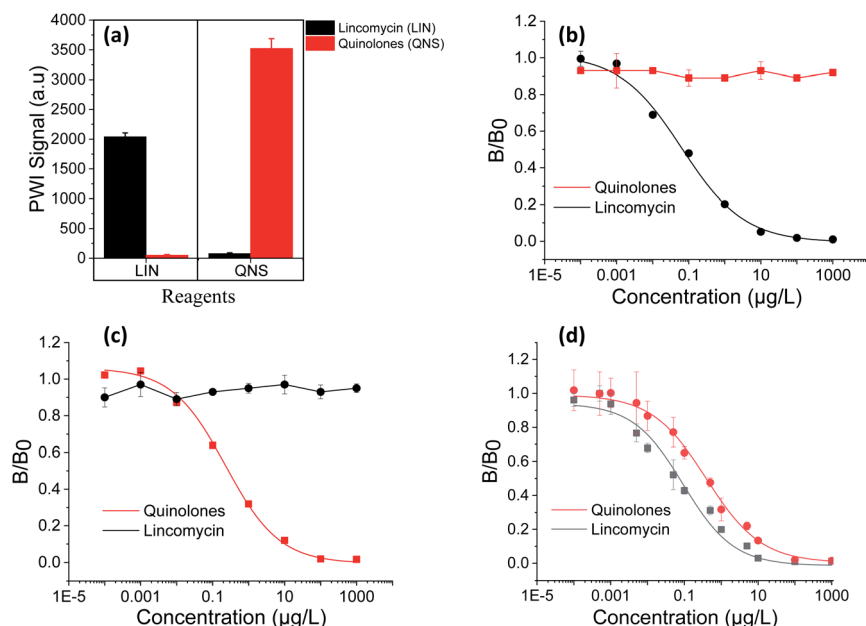 (a)
Lincomycin (LIN)
Quinolones (QNS)
4000
3500
3000
2500
2000
1500
1000
500
0
PWI Signal (a.u)
LIN
QNS
Reagents
(b)
1.2
1.0
0.8
0.6
0.4
0.2
0.0
B/B0
Quinolones
Lincomycin
1E-5
0.001
0.1
10
1000
Concentration (µg/L)
(c)
1.2
1.0
0.8
0.6
0.4
0.2
0.0
B/B0
Quinolones
Lincomycin
1E-5
0.001
0.1
10
1000
Concentration (µg/L)
(d)
1.2
1.0
0.8
0.6
0.4
0.2
0.0
B/B0
Quinolones
Lincomycin
1E-5
0.001
0.1
10
1000
Concentration (µg/L)